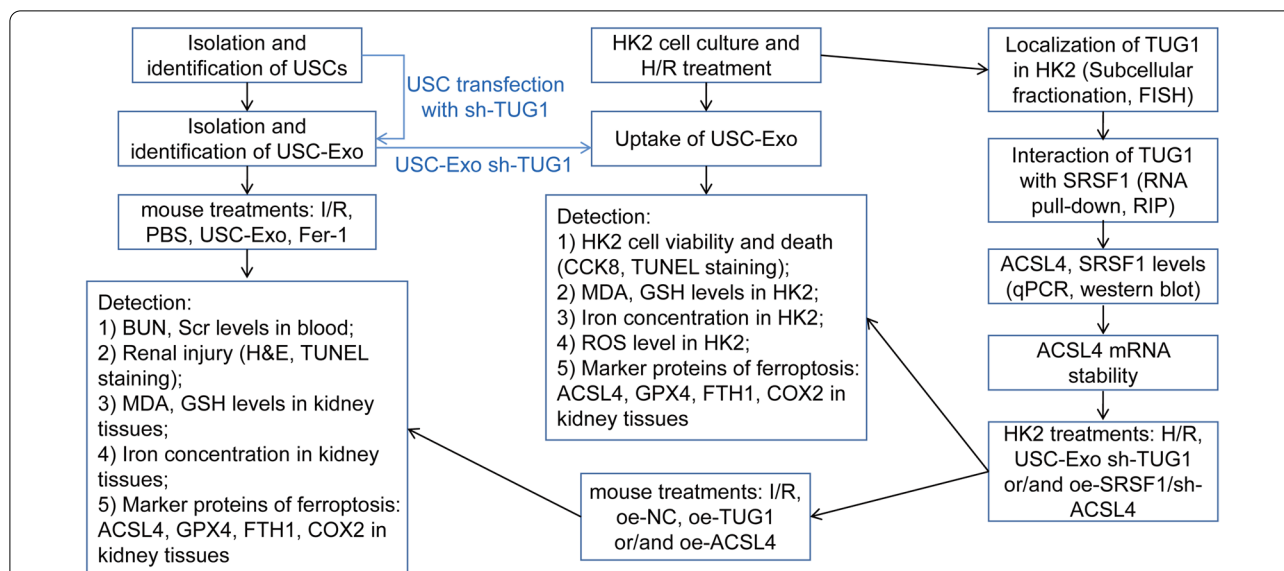 Isolation and
identification of USCs
USC transfection
with sh-TUG1
Isolation and
identification of USC-Exo
USC-Exo sh-TUG1
mouse treatments: I/R,
PBS, USC-Exo, Fer-1
Detection:
1) BUN, Scr levels in blood;
2) Renal injury (H&E, TUNEL
staining);
3) MDA, GSH levels in kidney
tissues;
4) Iron concentration in kidney
tissues;
5) Marker proteins of ferroptosis:
ACSL4, GPX4, FTH1, COX2 in
kidney tissues
HK2 cell culture and
H/R treatment
Uptake of USC-Exo
Detection:
1) HK2 cell viability and death
(CCK8, TUNEL staining);
2) MDA, GSH levels in HK2;
3) Iron concentration in HK2;
4) ROS level in HK2;
5) Marker proteins of ferroptosis:
ACSL4, GPX4, FTH1, COX2 in
kidney tissues
mouse treatments: I/R,
oe-NC, oe-TUG1
or/and oe-ACSL4
Localization of TUG1
in HK2 (Subcellular
fractionation, FISH)
Interaction of TUG1
with SRSF1 (RNA
pull-down, RIP)
ACSL4, SRSF1 levels
(qPCR, western blot)
ACSL4 mRNA
stability
HK2 treatments: H/R,
USC-Exo sh-TUG1
or/and oe-SRSF1/sh-
ACSL4